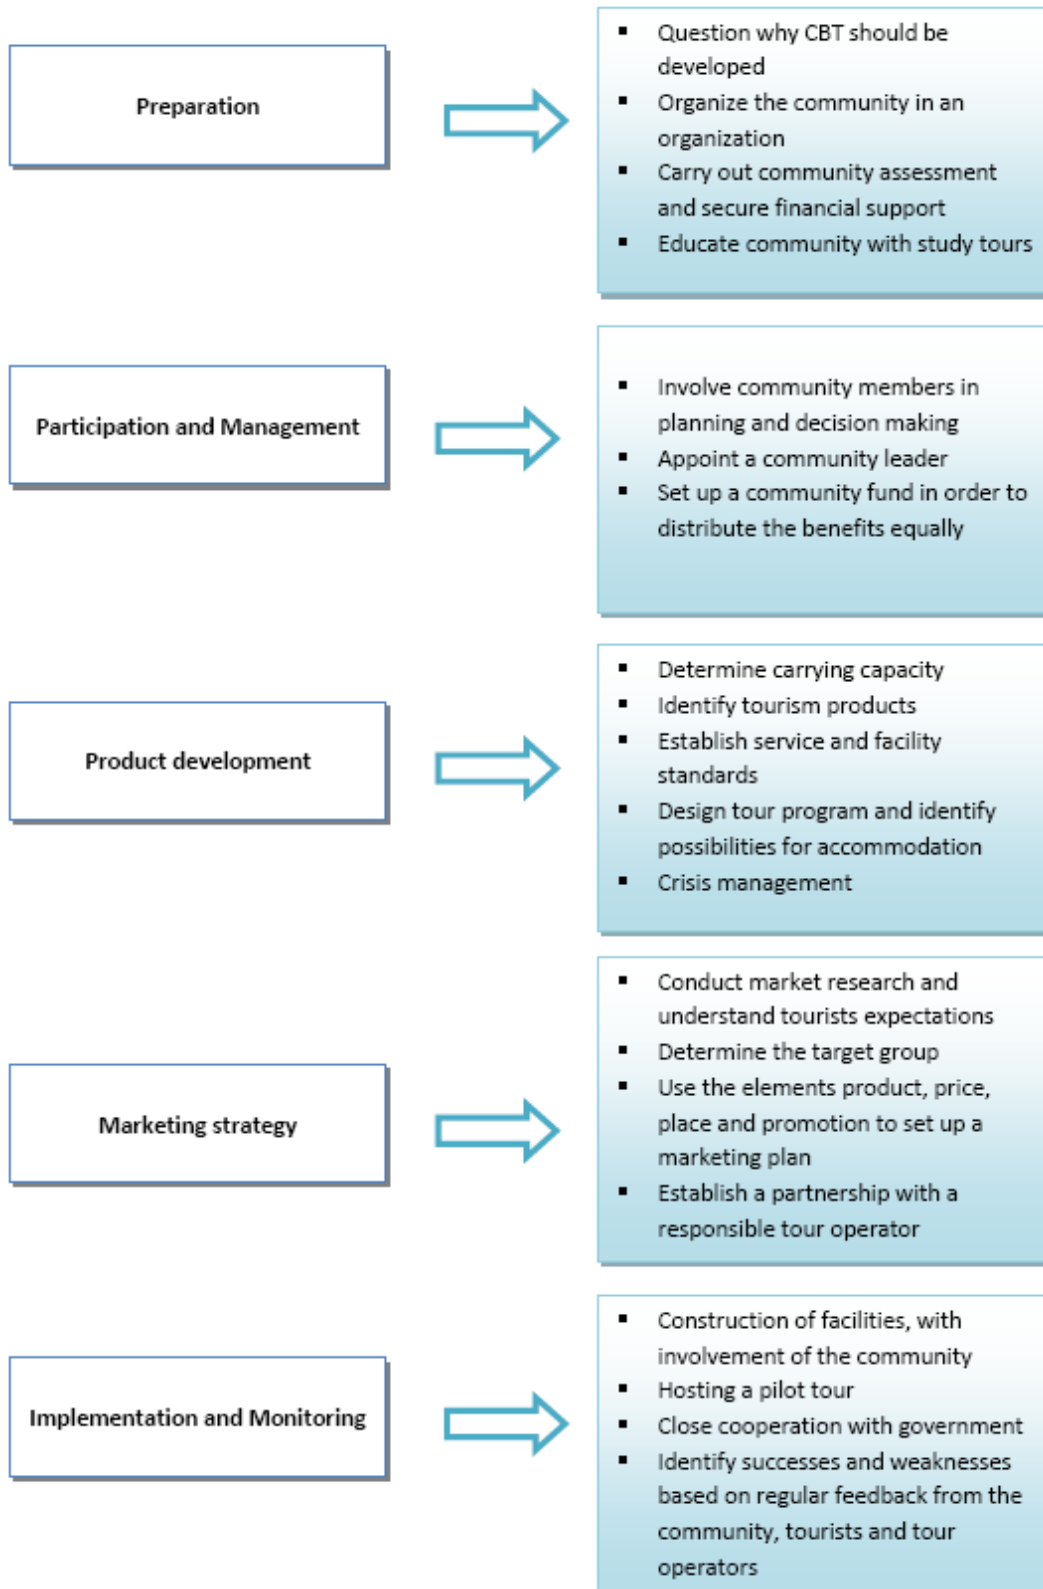 Preparation
▪ Question why CBT should be
developed
▪ Organize the community in an
organization
▪ Carry out community assessment
and secure financial support
▪ Educate community with study tours
Participation and Management
▪ Involve community members in
planning and decision making
▪ Appoint a community leader
▪ Set up a community fund in order to
distribute the benefits equally
Product development
▪ Determine carrying capacity
▪ Identify tourism products
▪ Establish service and facility
standards
▪ Design tour program and identify
possibilities for accommodation
▪ Crisis management
Marketing strategy
▪ Conduct market research and
understand tourists expectations
▪ Determine the target group
▪ Use the elements product, price,
place and promotion to set up a
marketing plan
▪ Establish a partnership with a
responsible tour operator
Implementation and Monitoring
▪ Construction of facilities, with
involvement of the community
▪ Hosting a pilot tour
▪ Close cooperation with government
▪ Identify successes and weaknesses
based on regular feedback from the
community, tourists and tour
operators